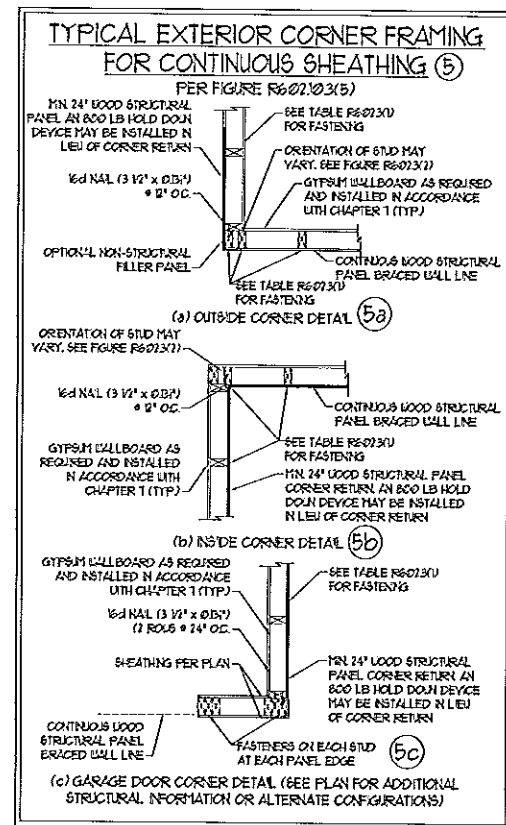 TYPICAL EXTERIOR CORNER FRAMING
FOR CONTINUOUS SHEATHING 5
PER FIGURE R602.10.3(5)
MIN. 24" WOOD STRUCTURAL
PANEL AN 800 LB HOLD DOWN
DEVICE MAY BE INSTALLED IN
LIEU OF CORNER RETURN
SEE TABLE R602.3(1)
FOR FASTENING
ORIENTATION OF STUD MAY
VARY. SEE FIGURE R602.3(2)
16d NAIL (3 1/2" x 0.131")
@ 12" O.C.
GYPSUM WALLBOARD AS REQUIRED
AND INSTALLED IN ACCORDANCE
WITH CHAPTER 7 (TYP.)
OPTIONAL NON-STRUCTURAL
FILLER PANEL
CONTINUOUS WOOD STRUCTURAL
PANEL BRACED WALL LINE
SEE TABLE R602.3(1)
FOR FASTENING
(a) OUTSIDE CORNER DETAIL 5a
ORIENTATION OF STUD MAY
VARY. SEE FIGURE R602.3(2)
16d NAIL (3 1/2" x 0.131")
@ 12" O.C.
CONTINUOUS WOOD STRUCTURAL
PANEL BRACED WALL LINE
GYPSUM WALLBOARD AS
REQUIRED AND INSTALLED
IN ACCORDANCE WITH
CHAPTER 7 (TYP.)
SEE TABLE R602.3(1)
FOR FASTENING
MIN. 24" WOOD STRUCTURAL PANEL
CORNER RETURN. AN 800 LB HOLD
DOWN DEVICE MAY BE INSTALLED
IN LIEU OF CORNER RETURN
(b) INSIDE CORNER DETAIL 5b
GYPSUM WALLBOARD AS REQUIRED
AND INSTALLED IN ACCORDANCE
WITH CHAPTER 7 (TYP.)
SEE TABLE R602.3(1)
FOR FASTENING
16d NAIL (3 1/2" x 0.131")
(2 ROWS @ 24" O.C.
SHEATHING PER PLAN
MIN. 24" WOOD STRUCTURAL
PANEL CORNER RETURN. AN
800 LB HOLD DOWN DEVICE
MAY BE INSTALLED IN LIEU
OF CORNER RETURN
CONTINUOUS WOOD
STRUCTURAL PANEL
BRACED WALL LINE
FASTENERS ON EACH STUD
AT EACH PANEL EDGE
5c
(c) GARAGE DOOR CORNER DETAIL (SEE PLAN FOR ADDITIONAL
STRUCTURAL INFORMATION OR ALTERNATE CONFIGURATIONS)